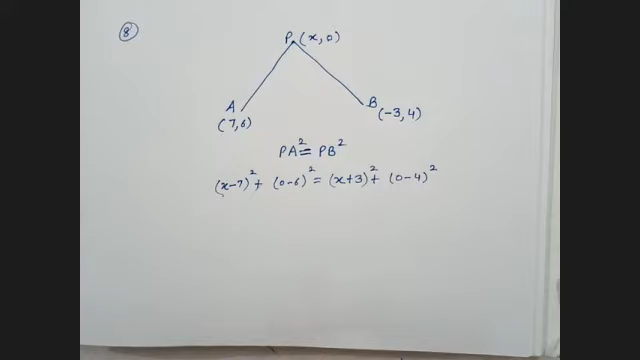 8
P (x, 0)
A
(7, 6)
B
(-3, 4)
PA² = PB²
(x-7)² + (0-6)² = (x+3)² + (0-4)²